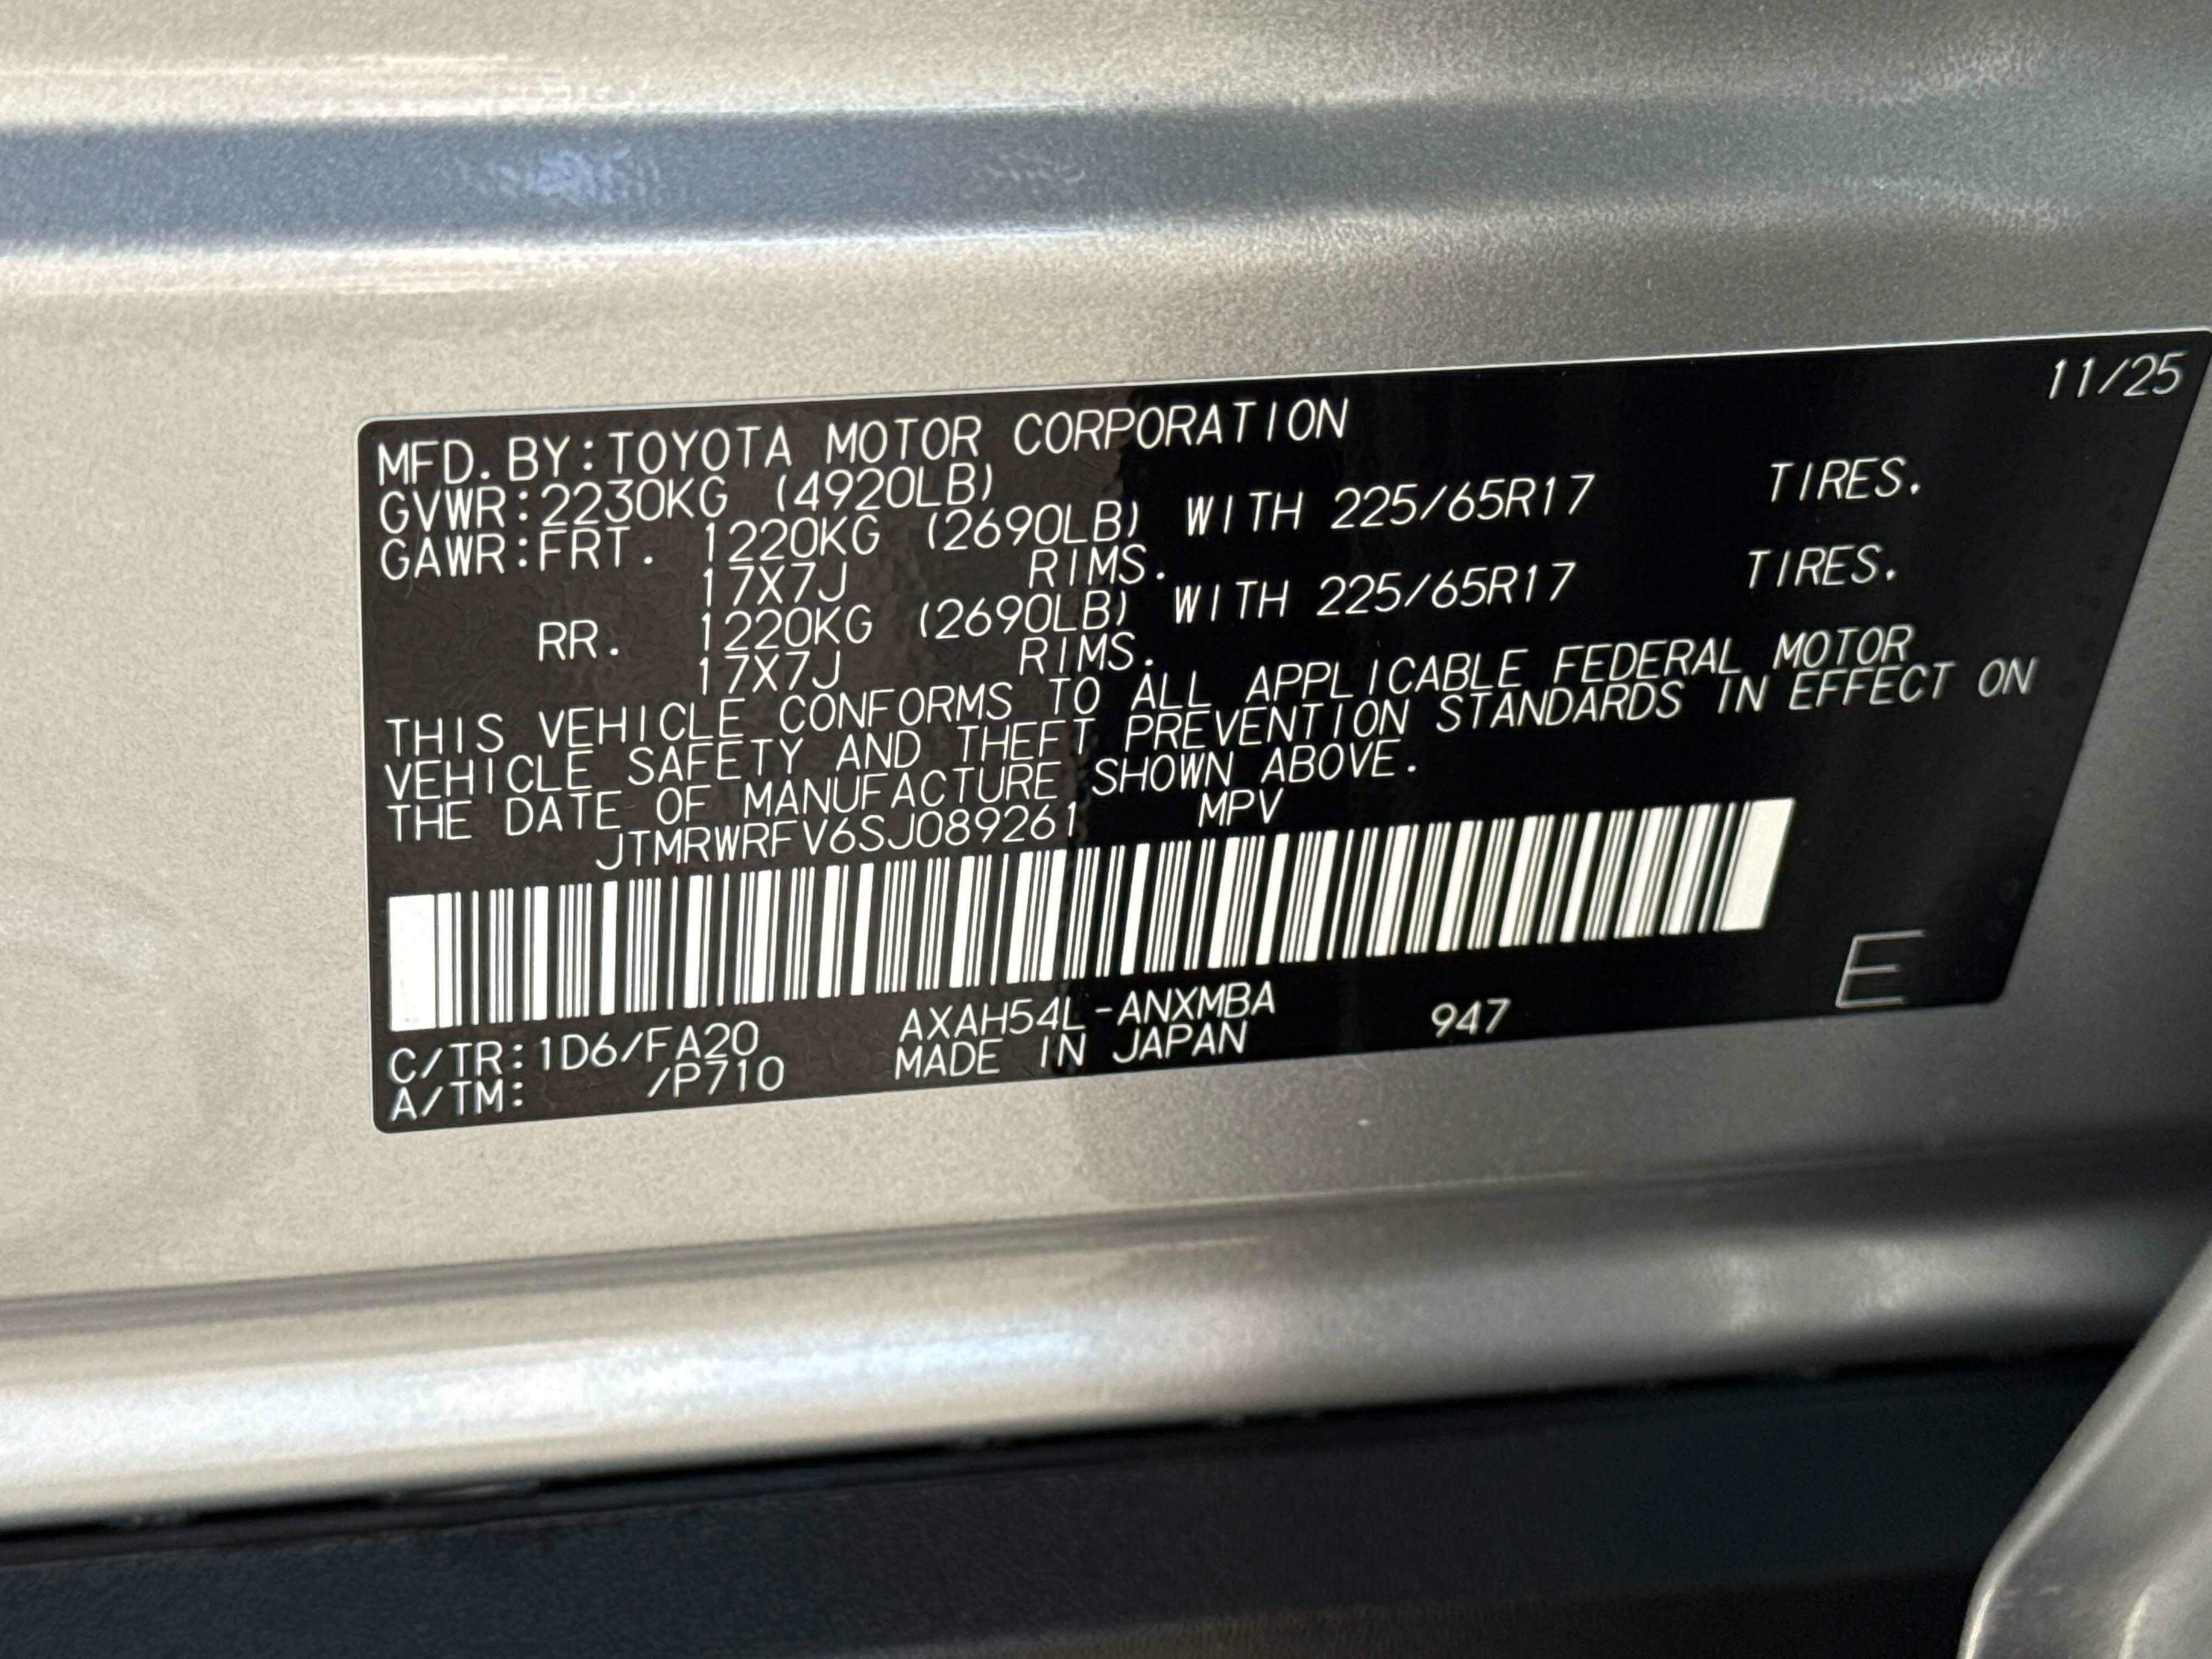 11/25
MFD.BY:TOYOTA MOTOR CORPORATION
GVWR:2230KG (4920LB)
GAWR:FRT. 1220KG (2690LB) WITH 225/65R17 TIRES.
17X7J RIMS.
RR. 1220KG (2690LB) WITH 225/65R17 TIRES.
17X7J RIMS.
THIS VEHICLE CONFORMS TO ALL APPLICABLE FEDERAL MOTOR
VEHICLE SAFETY AND THEFT PREVENTION STANDARDS IN EFFECT ON
THE DATE OF MANUFACTURE SHOWN ABOVE.
JTMRWRFV6SJ089261 MPV
C/TR:1D6/FA20 AXAH54L-ANXMBA 947 E
A/TM: /P710 MADE IN JAPAN